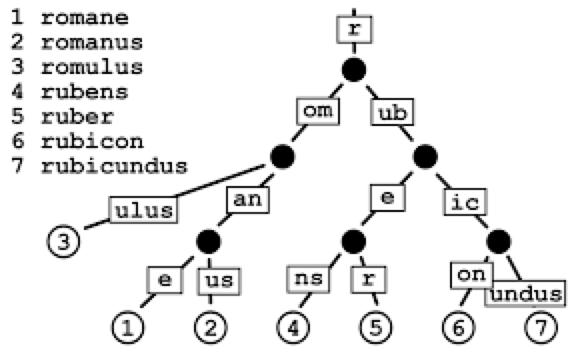 1 romane
2 romanus
3 romulus
4 rubens
5 ruber
6 rubicon
7 rubicundus
r
om ub
ulus an e ic
3
e us ns r on undus
1 2 4 5 6 7